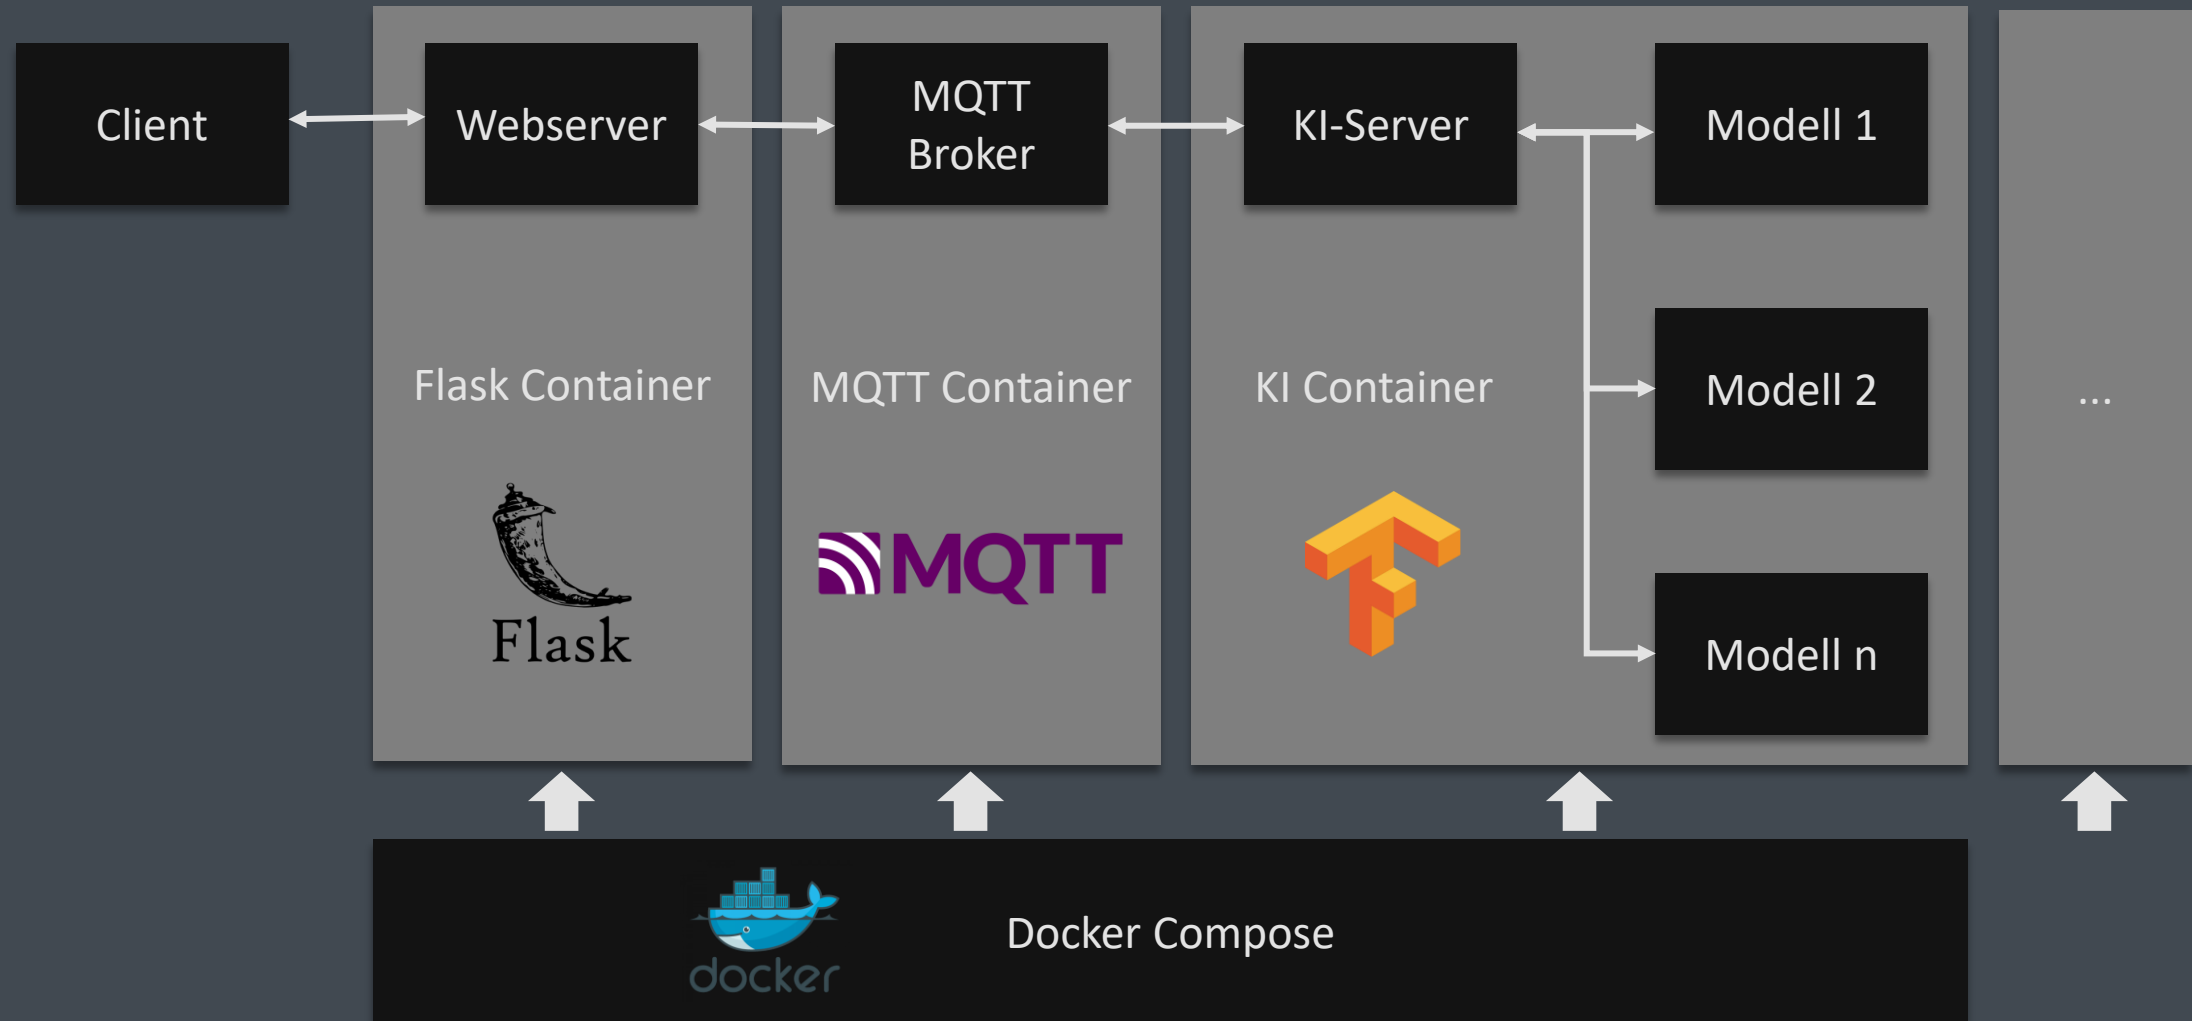 Client
Webserver
MQTT
Broker
KI-Server
Modell 1
Flask Container
MQTT Container
KI Container
Modell 2
...
Flask
MQTT
Modell n
docker
Docker Compose